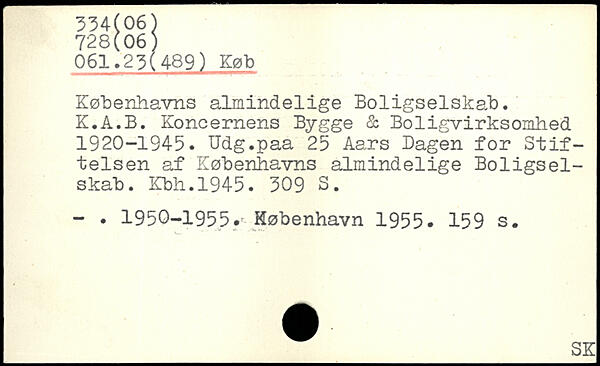 334(06)
728(06)
061.23(489) Køb
Københavns almindelige Boligselskab.
K.A.B. Koncernens Bygge & Boligvirksomhed
1920-1945. Udg.paa 25 Aars Dagen for Stif-
telsen af Københavns almindelige Boligsel-
skab. Kbh.1945. 309 S.
- . 1950-1955. København 1955. 159 s.
SK